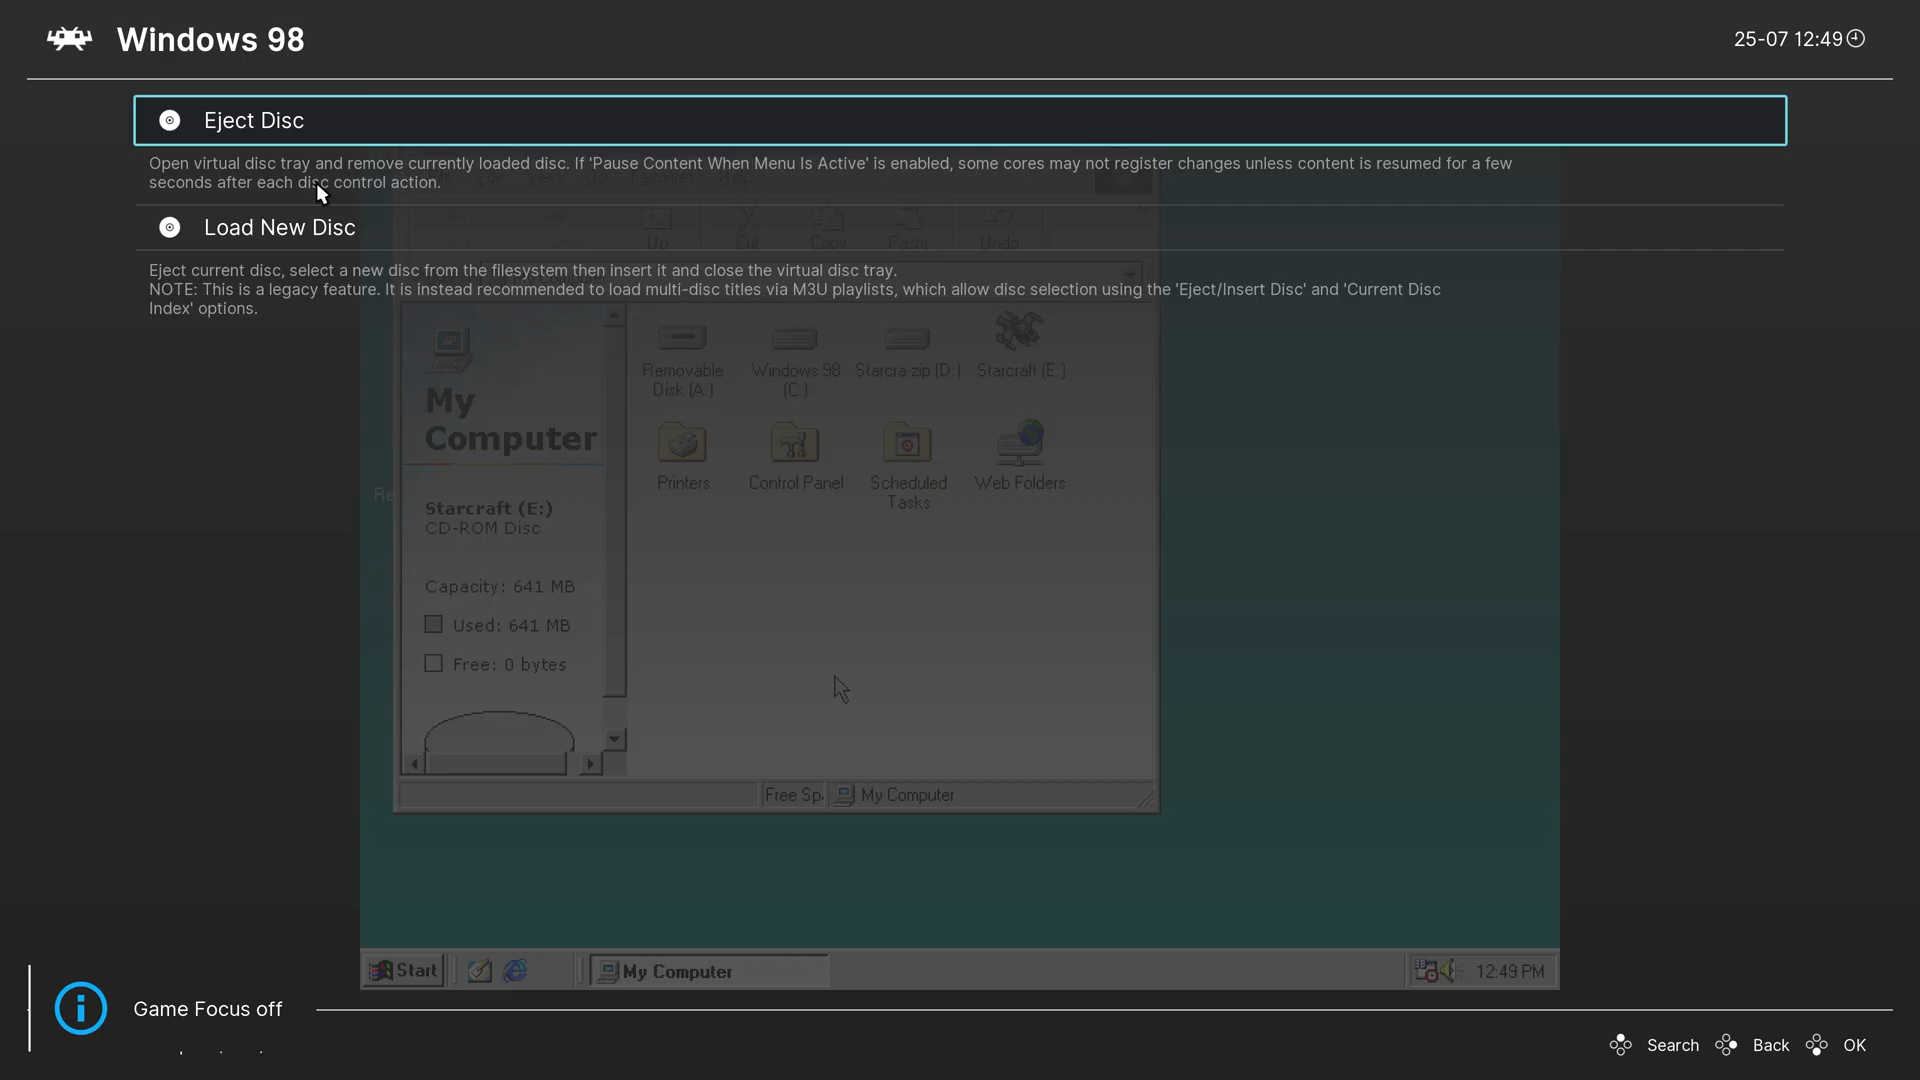 Windows 98
25-07 12:49
Eject Disc
Open virtual disc tray and remove currently loaded disc. If 'Pause Content When Menu Is Active' is enabled, some cores may not register changes unless content is resumed for a few
seconds after each disc control action.
Load New Disc
Up Cut Copy Paste Undo
Eject current disc, select a new disc from the filesystem then insert it and close the virtual disc tray.
NOTE: This is a legacy feature. It is instead recommended to load multi-disc titles via M3U playlists, which allow disc selection using the 'Eject/Insert Disc' and 'Current Disc
Index' options.
My
Computer
Starcraft (E:)
CD-ROM Disc
Capacity: 641 MB
Used: 641 MB
Free: 0 bytes
Removable
Disk (A:)
Windows 98
(C:)
Starcra-zip (D:)
Starcraft (E:)
Printers
Control Panel
Scheduled
Tasks
Web Folders
Re
Free Sp
My Computer
Start
My Computer
12:49 PM
Game Focus off
Search Back OK